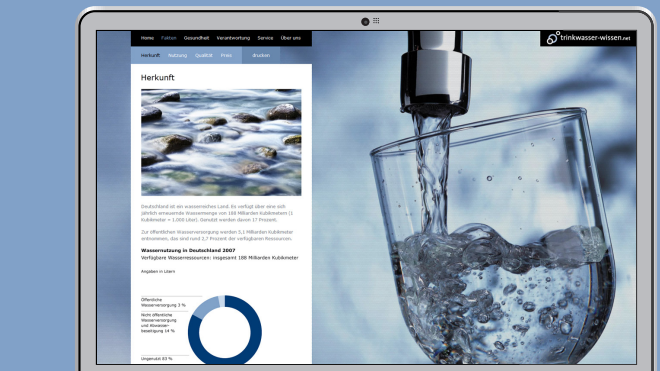 Home Fakten Gesundheit Verantwortung Service Über uns
trinkwasser-wissen.net
Herkunft Nutzung Qualität Preis drucken
Herkunft
Deutschland ist ein wasserreiches Land. Es verfügt über eine sich
jährlich erneuernde Wassermenge von 188 Milliarden Kubikmetern (1
Kubikmeter = 1.000 Liter). Genutzt werden davon 17 Prozent.
Zur öffentlichen Wasserversorgung werden 5,1 Milliarden Kubikmeter
entnommen, das sind rund 2,7 Prozent der verfügbaren Ressourcen.
Wassernutzung in Deutschland 2007
Verfügbare Wasserressourcen: insgesamt 188 Milliarden Kubikmeter
Angaben in Litern
Öffentliche
Wasserversorgung 3 %
Nicht öffentliche
Wasserversorgung
und Abwasser-
beseitigung 14 %
Ungenutzt 83 %